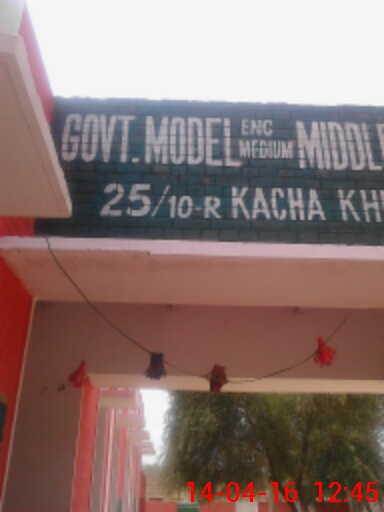 GOVT. MODEL ENG MEDIUM MIDDL
25/10-R KACHA KH
14-04-16 12:45